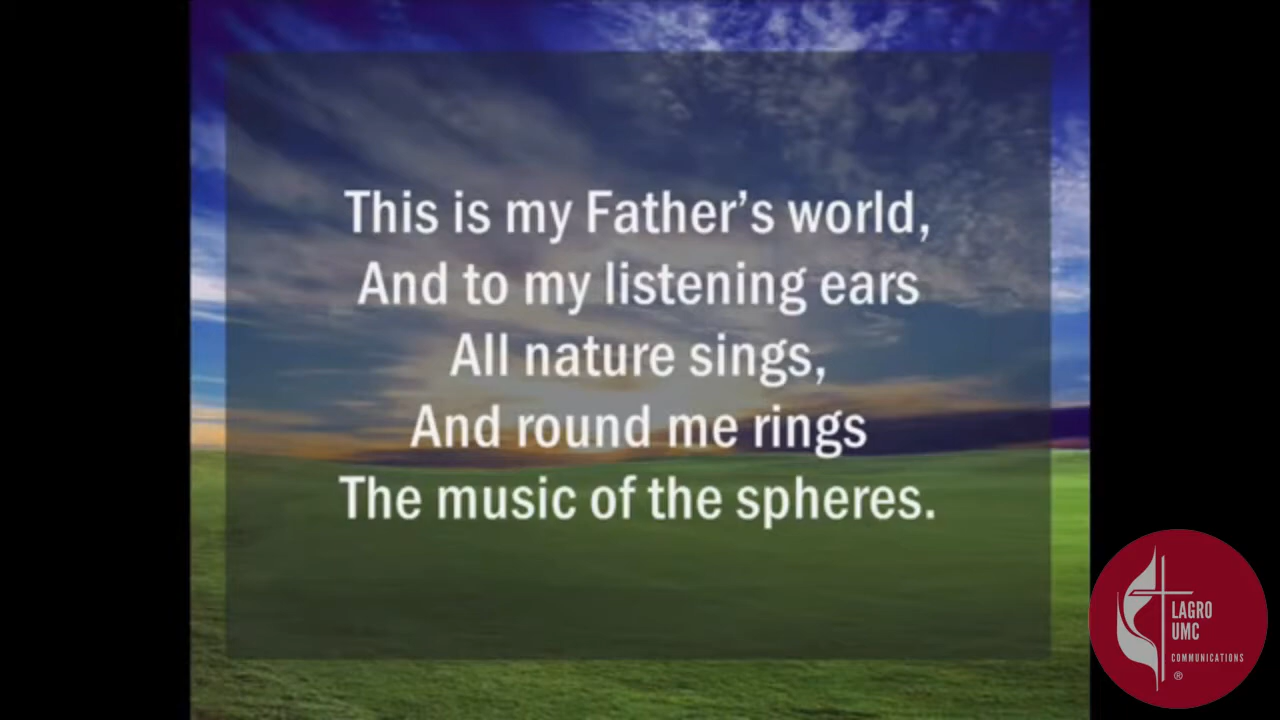 This is my Father’s world,
And to my listening ears
All nature sings,
And round me rings
The music of the spheres.
LAGRO
UMC
COMMUNICATIONS
®